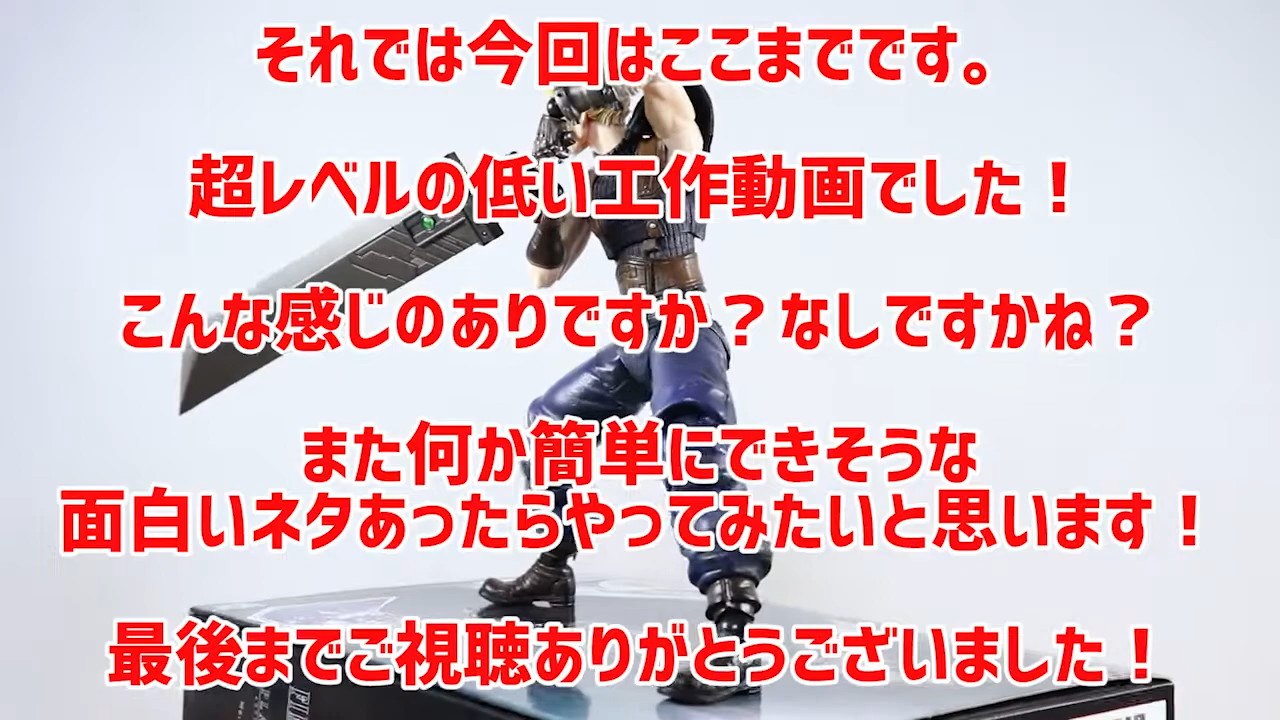 それでは今回はここまでです。
超レベルの低い工作動画でした！
こんな感じのありですか？なしですかね？
また何か簡単にできそうな
面白いネタあったらやってみたいと思います！
最後までご視聴ありがとうございました！